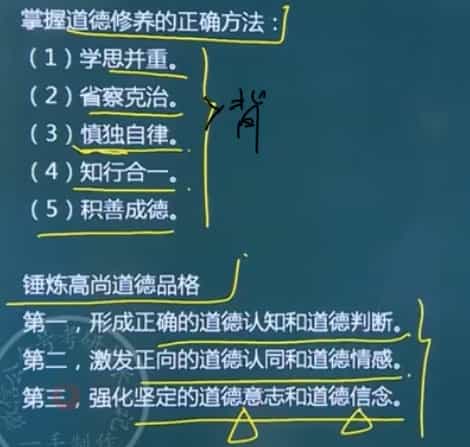 掌握道德修养的正确方法：
（1）学思并重。
（2）省察克治。
（3）慎独自律。
（4）知行合一。
（5）积善成德。
背
锤炼高尚道德品格
第一，形成正确的道德认知和道德判断。
第二，激发正向的道德认同和道德情感。
第三，强化坚定的道德意志和道德信念。